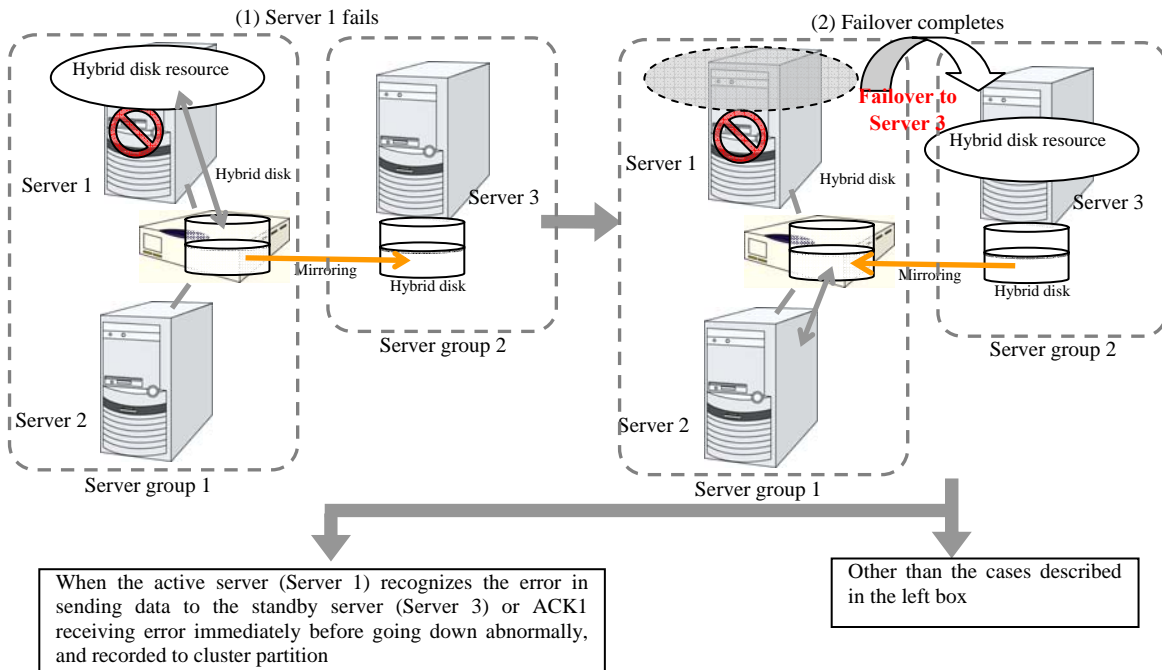 (1) Server 1 fails
Hybrid disk resource
Server 1
Hybrid disk
Server 3
Mirroring
Hybrid disk
Server group 2
Server 2
Server group 1
(2) Failover completes
Failover to
Server 3
Hybrid disk resource
Server 1
Hybrid disk
Server 3
Mirroring
Hybrid disk
Server group 2
Server 2
Server group 1
When the active server (Server 1) recognizes the error in
sending data to the standby server (Server 3) or ACK1
receiving error immediately before going down abnormally,
and recorded to cluster partition
Other than the cases described
in the left box